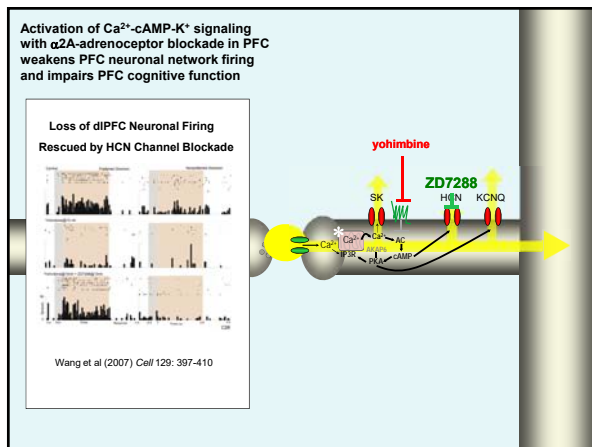 Activation of Ca²⁺-cAMP-K⁺ signaling
with α2A-adrenoceptor blockade in PFC
weakens PFC neuronal network firing
and impairs PFC cognitive function
Loss of dlPFC Neuronal Firing
Rescued by HCN Channel Blockade
Wang et al (2007) Cell 129: 397-410
yohimbine
ZD7288
SK
HCN
KCNQ
*
Ca²⁺
Ca²⁺
Ca²⁺
AC
IP3R
AKAP5
PKA
cAMP